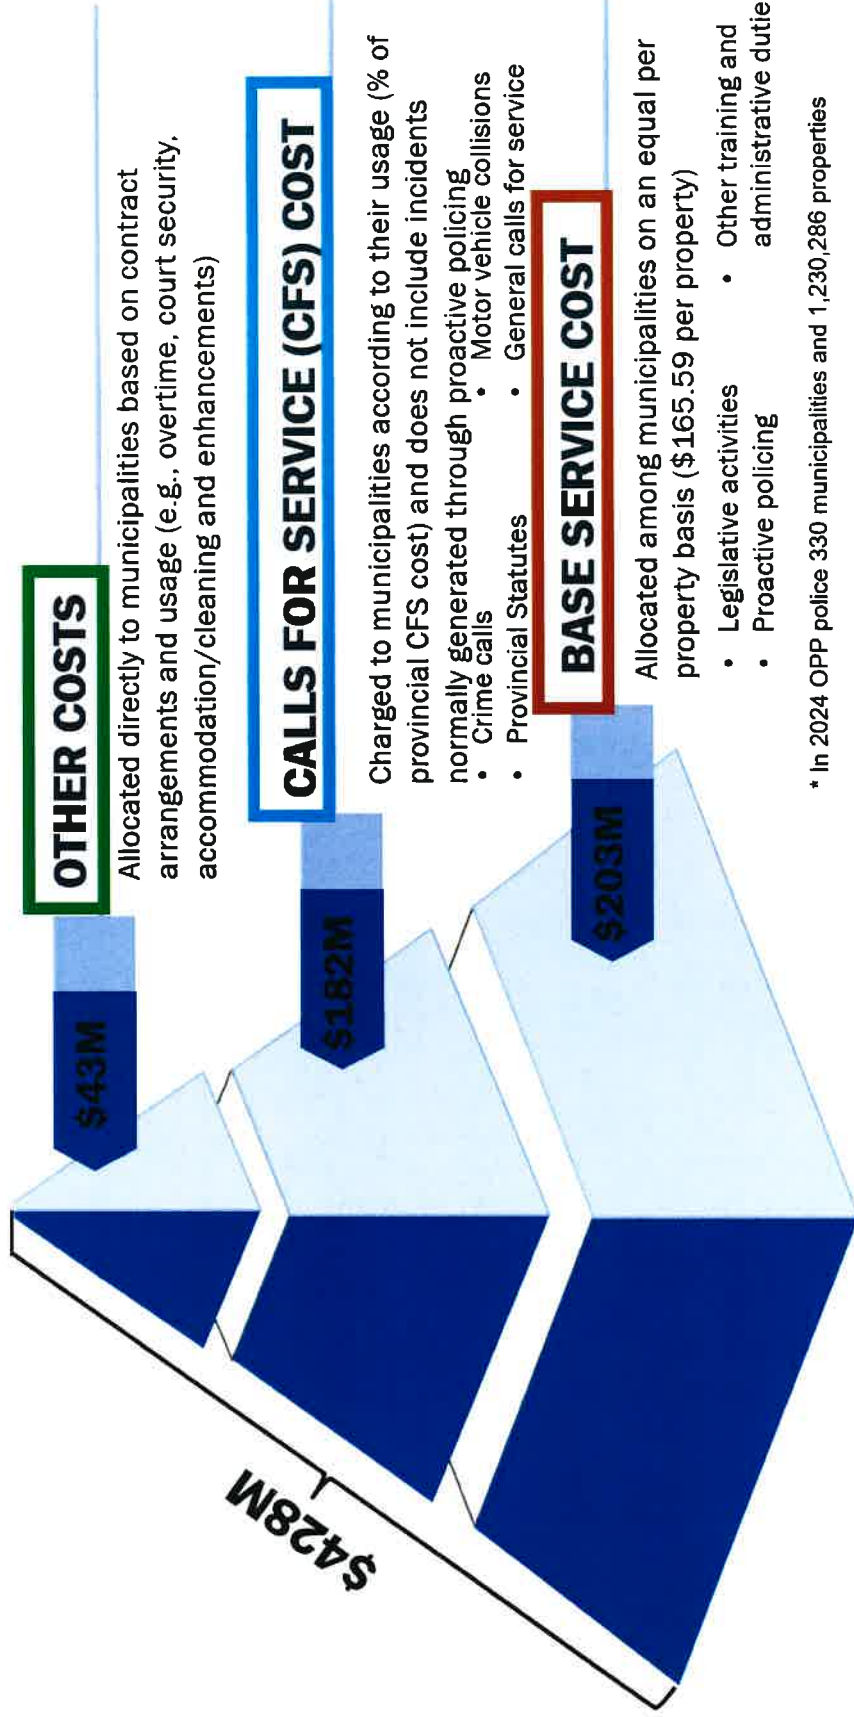 $428M
$43M
OTHER COSTS
Allocated directly to municipalities based on contract
arrangements and usage (e.g., overtime, court security,
accommodation/cleaning and enhancements)
$182M
CALLS FOR SERVICE (CFS) COST
Charged to municipalities according to their usage (% of
provincial CFS cost) and does not include incidents
normally generated through proactive policing
• Crime calls
• Provincial Statutes
• Motor vehicle collisions
• General calls for service
$203M
BASE SERVICE COST
Allocated among municipalities on an equal per
property basis ($165.59 per property)
• Legislative activities
• Proactive policing
• Other training and
administrative dutie
* In 2024 OPP police 330 municipalities and 1,230,286 properties